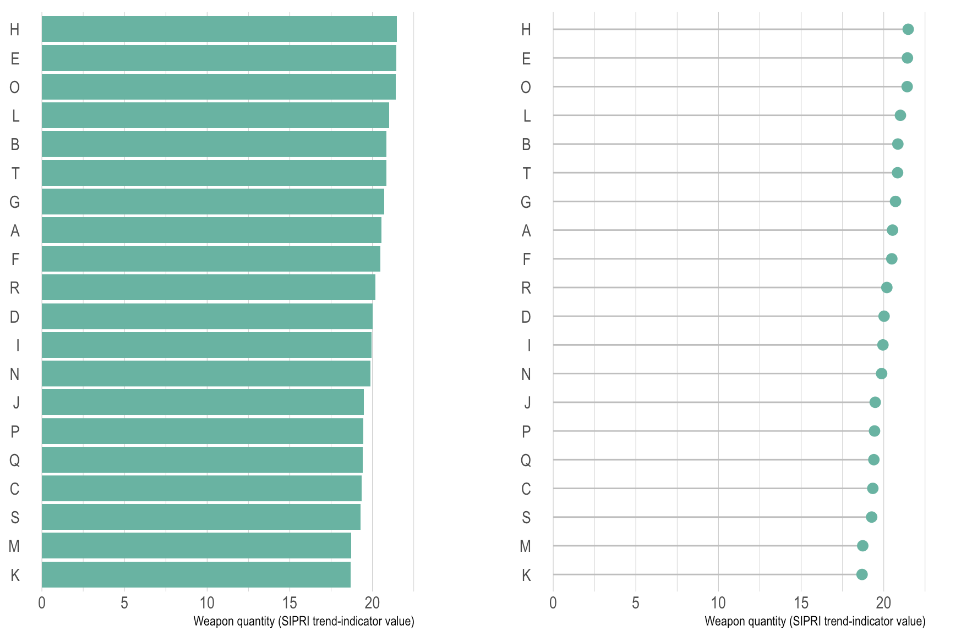 H
E
O
L
B
T
G
A
F
R
D
I
N
J
P
Q
C
S
M
K
0 5 10 15 20
Weapon quantity (SIPRI trend-indicator value)
H
E
O
L
B
T
G
A
F
R
D
I
N
J
P
Q
C
S
M
K
0 5 10 15 20
Weapon quantity (SIPRI trend-indicator value)